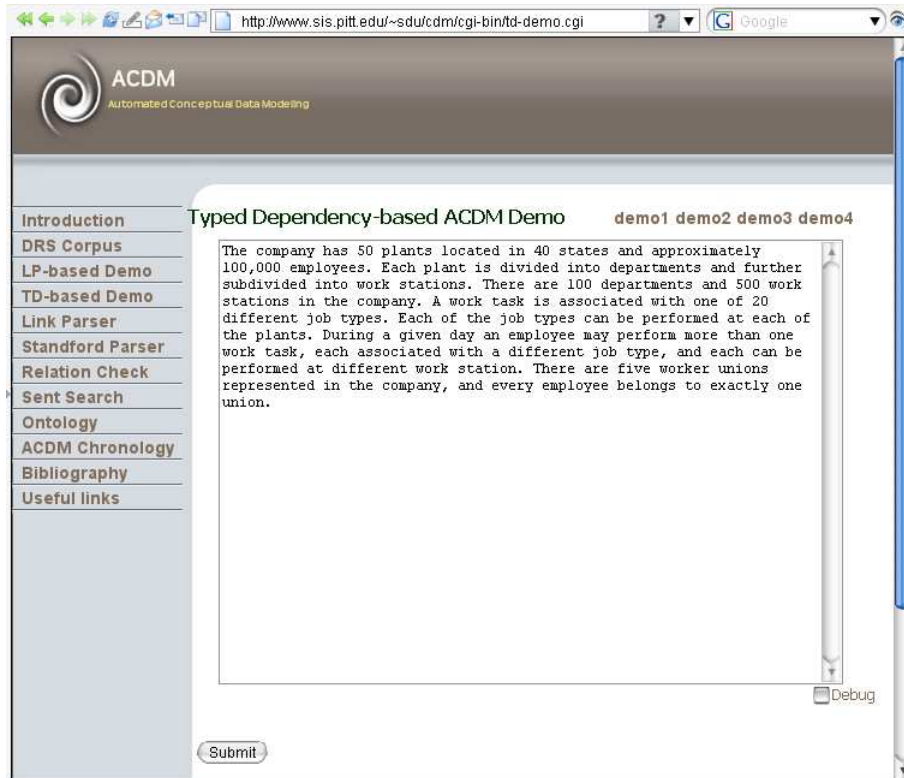 http://www.sis.pitt.edu/~sdu/cdm/cgi-bin/td-demo.cgi
?
G Google
ACDM
Automated Conceptual Data Modeling
Introduction
DRS Corpus
LP-based Demo
TD-based Demo
Link Parser
Standford Parser
Relation Check
Sent Search
Ontology
ACDM Chronology
Bibliography
Useful links
Typed Dependency-based ACDM Demo
demo1 demo2 demo3 demo4
The company has 50 plants located in 40 states and approximately
100,000 employees. Each plant is divided into departments and further
subdivided into work stations. There are 100 departments and 500 work
stations in the company. A work task is associated with one of 20
different job types. Each of the job types can be performed at each of
the plants. During a given day an employee may perform more than one
work task, each associated with a different job type, and each can be
performed at different work station. There are five worker unions
represented in the company, and every employee belongs to exactly one
union.
Debug
Submit